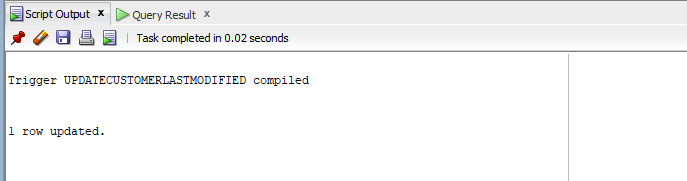 Script Output x Query Result x
Task completed in 0.02 seconds
Trigger UPDATECUSTOMERLASTMODIFIED compiled
1 row updated.